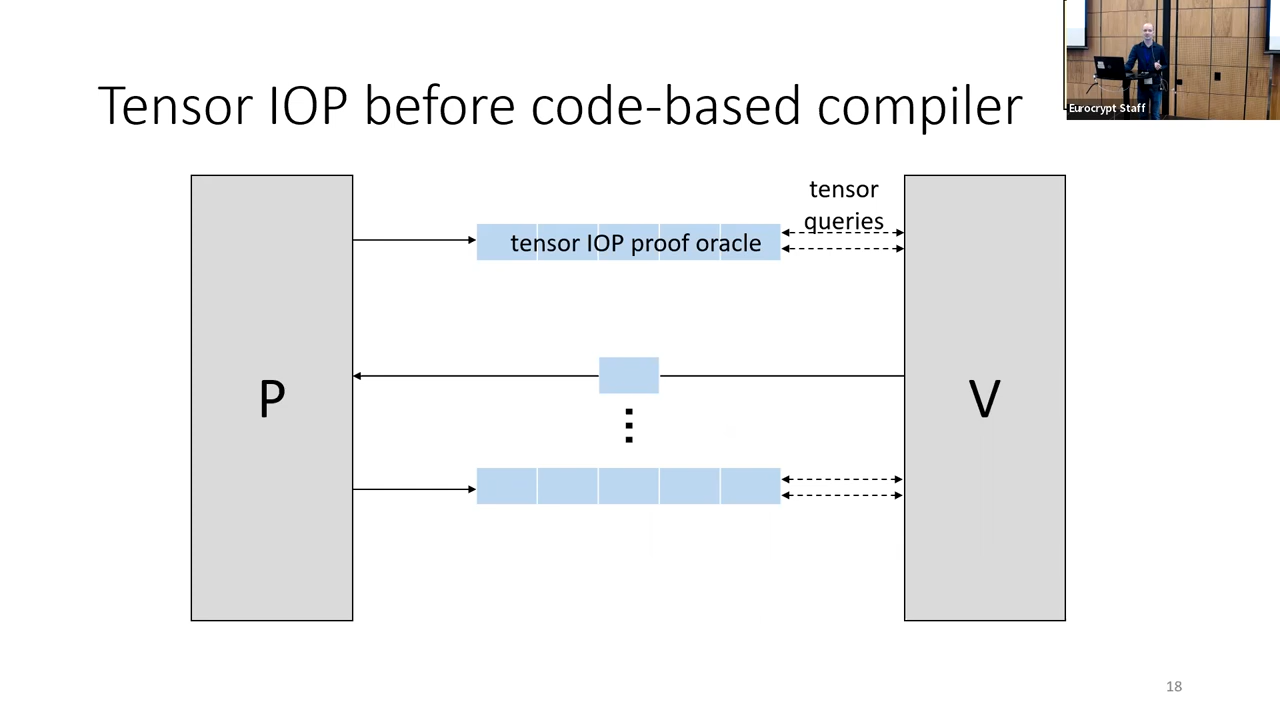 Tensor IOP before code-based compiler
Eurocrypt Staff
tensor
queries
tensor IOP proof oracle
P
V
18